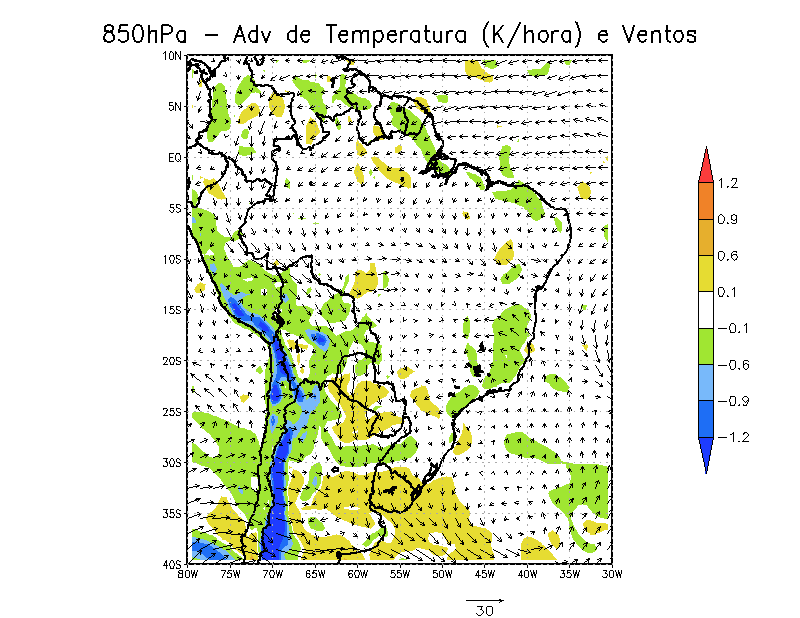 850hPa − Adv de Temperatura (K/hora) e Ventos
10N
5N
EQ
5S
10S
15S
20S
25S
30S
35S
40S
80W 75W 70W 65W 60W 55W 50W 45W 40W 35W 30W
1.2
0.9
0.6
0.1
−0.1
−0.6
−0.9
−1.2
30